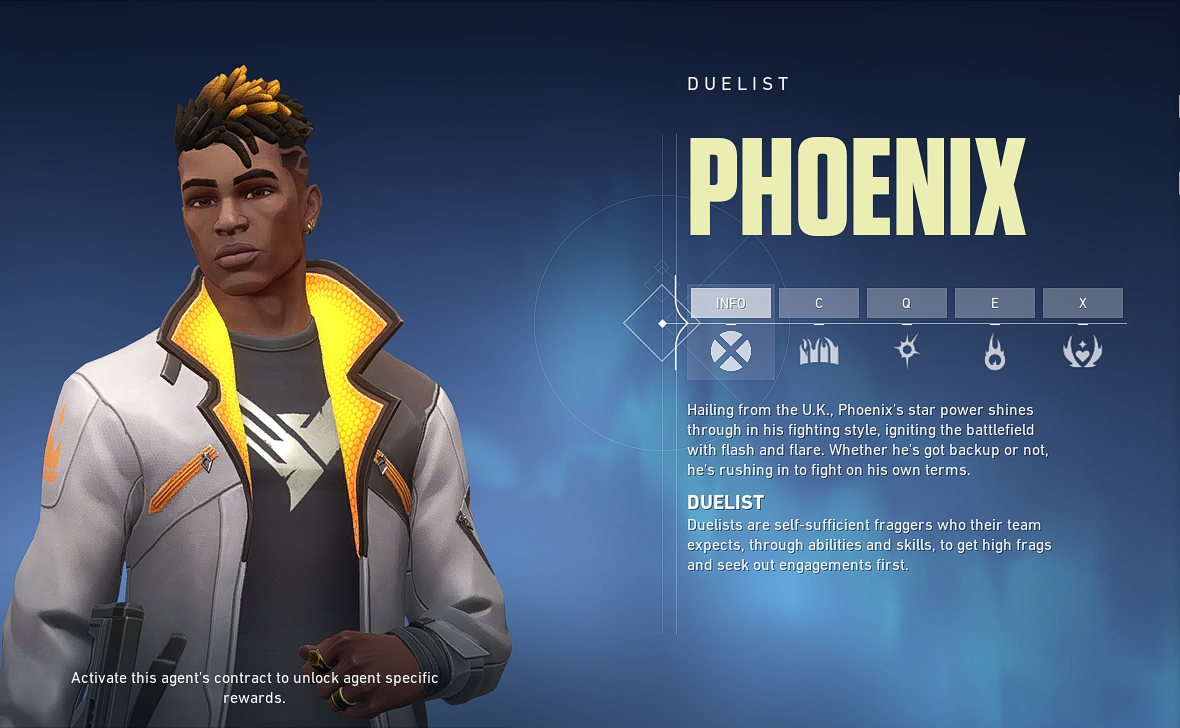 DUELIST
PHOENIX
INFO C Q E X
Hailing from the U.K., Phoenix's star power shines
through in his fighting style, igniting the battlefield
with flash and flare. Whether he's got backup or not,
he's rushing in to fight on his own terms.
DUELIST
Duelists are self-sufficient fraggers who their team
expects, through abilities and skills, to get high frags
and seek out engagements first.
Activate this agent's contract to unlock agent specific
rewards.